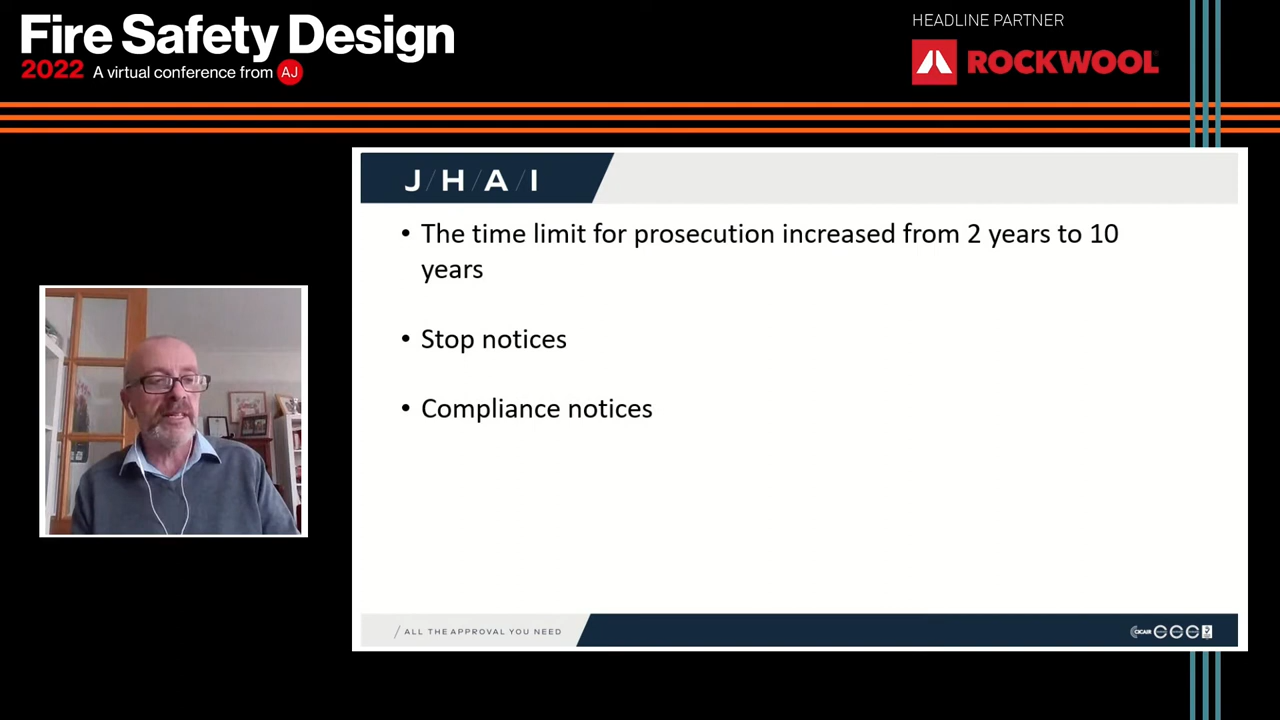 Fire Safety Design
2022 A virtual conference from AJ
HEADLINE PARTNER
ROCKWOOL
J/H/A/I
• The time limit for prosecution increased from 2 years to 10
years
• Stop notices
• Compliance notices
/ ALL THE APPROVAL YOU NEED
CICAIR